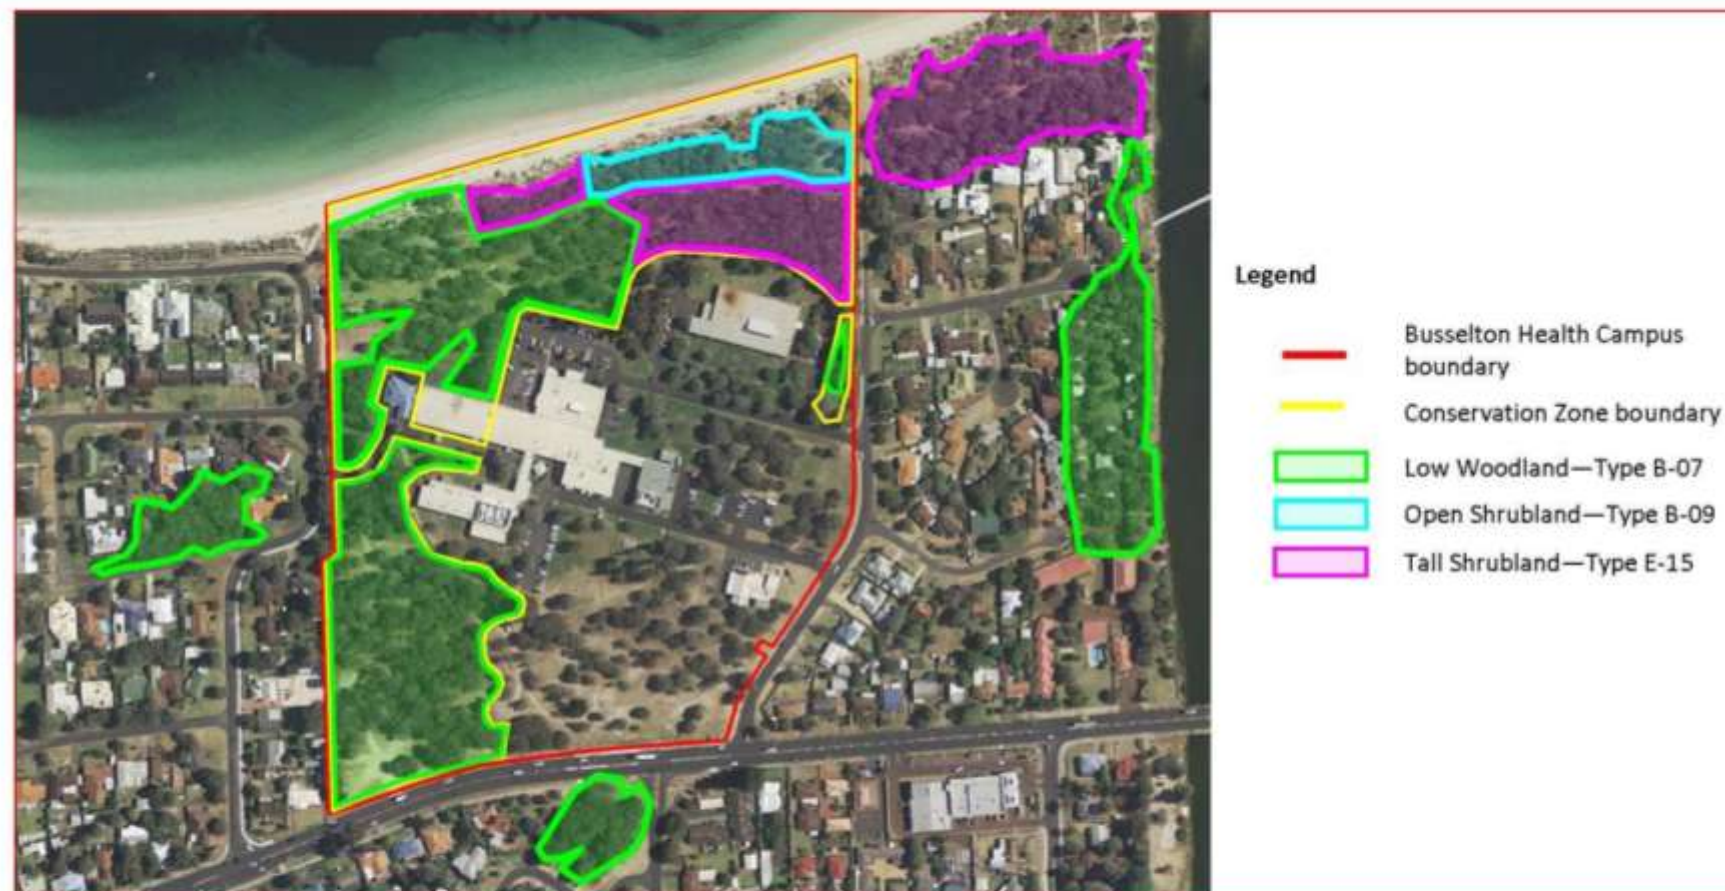 Legend
Busselton Health Campus
boundary
Conservation Zone boundary
Low Woodland—Type B-07
Open Shrubland—Type B-09
Tall Shrubland—Type E-15